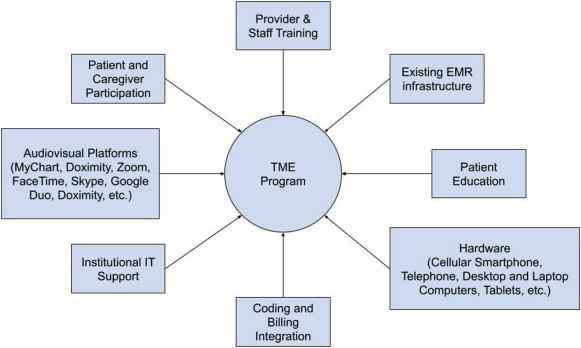 Provider &
Staff Training
Patient and
Caregiver
Participation
Existing EMR
infrastructure
Audiovisual Platforms
(MyChart, Doximity, Zoom,
FaceTime, Skype, Google
Duo, Doximity, etc.)
TME
Program
Patient
Education
Institutional IT
Support
Hardware
(Cellular Smartphone,
Telephone, Desktop and Laptop
Computers, Tablets, etc.)
Coding and
Billing
Integration